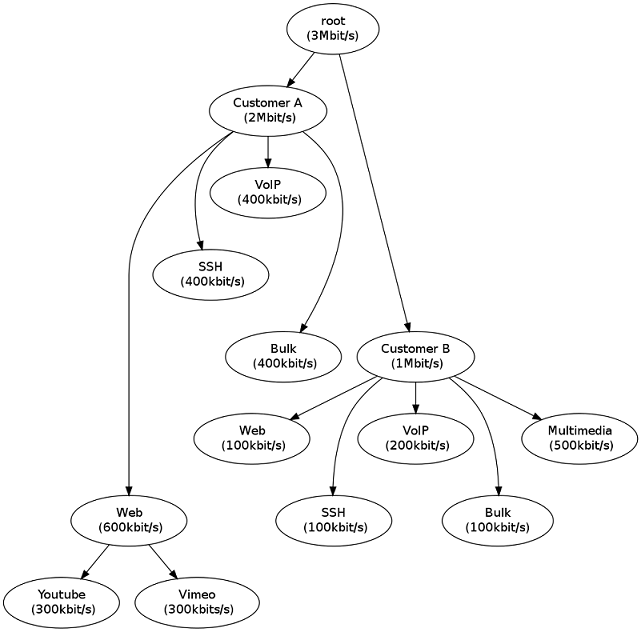 root
(3Mbit/s)
Customer A
(2Mbit/s)
VoIP
(400kbit/s)
SSH
(400kbit/s)
Bulk
(400kbit/s)
Customer B
(1Mbit/s)
Web
(100kbit/s)
VoIP
(200kbit/s)
Multimedia
(500kbit/s)
Web
(600kbit/s)
SSH
(100kbit/s)
Bulk
(100kbit/s)
Youtube
(300kbit/s)
Vimeo
(300kbits/s)